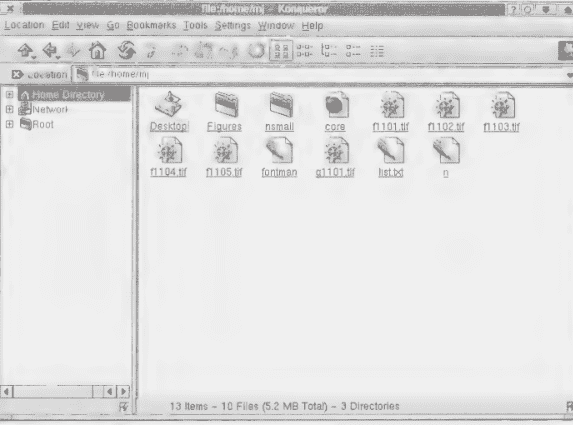 file:/home/mj - Konqueror
Location Edit View Go Bookmarks Tools Settings Window Help
Location file:/home/mj
Home Directory
Network
Root
Desktop Figures nsmail core f1101.tif f1102.tif f1103.tif
f1104.tif f1105.tif fontman g1101.tif list.txt n
13 Items - 10 Files (5.2 MB Total) - 3 Directories